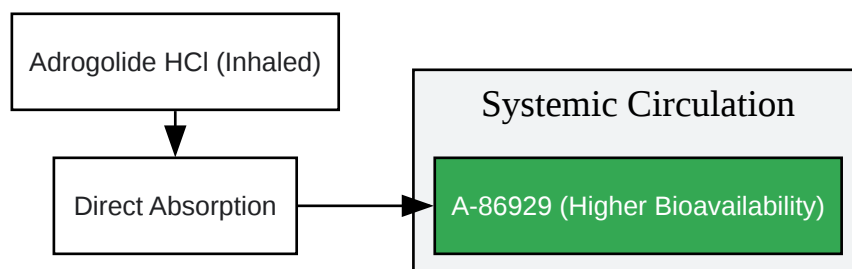 Adrogolide HCl (Inhaled)
Systemic Circulation
Direct Absorption
A-86929 (Higher Bioavailability)